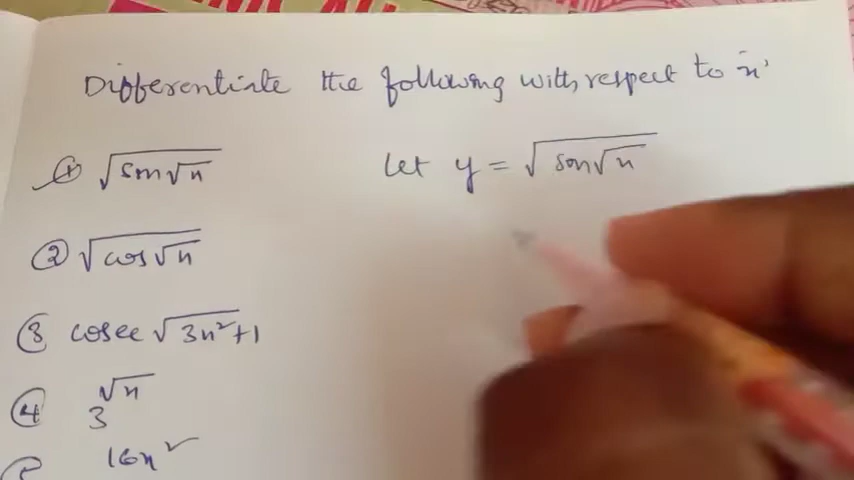 Differentiate the following with respect to 'x'
① √sin√x
Let y = √sin√x
② √cos√x
③ cosec √3x²+1
④ 3^√x
16x²